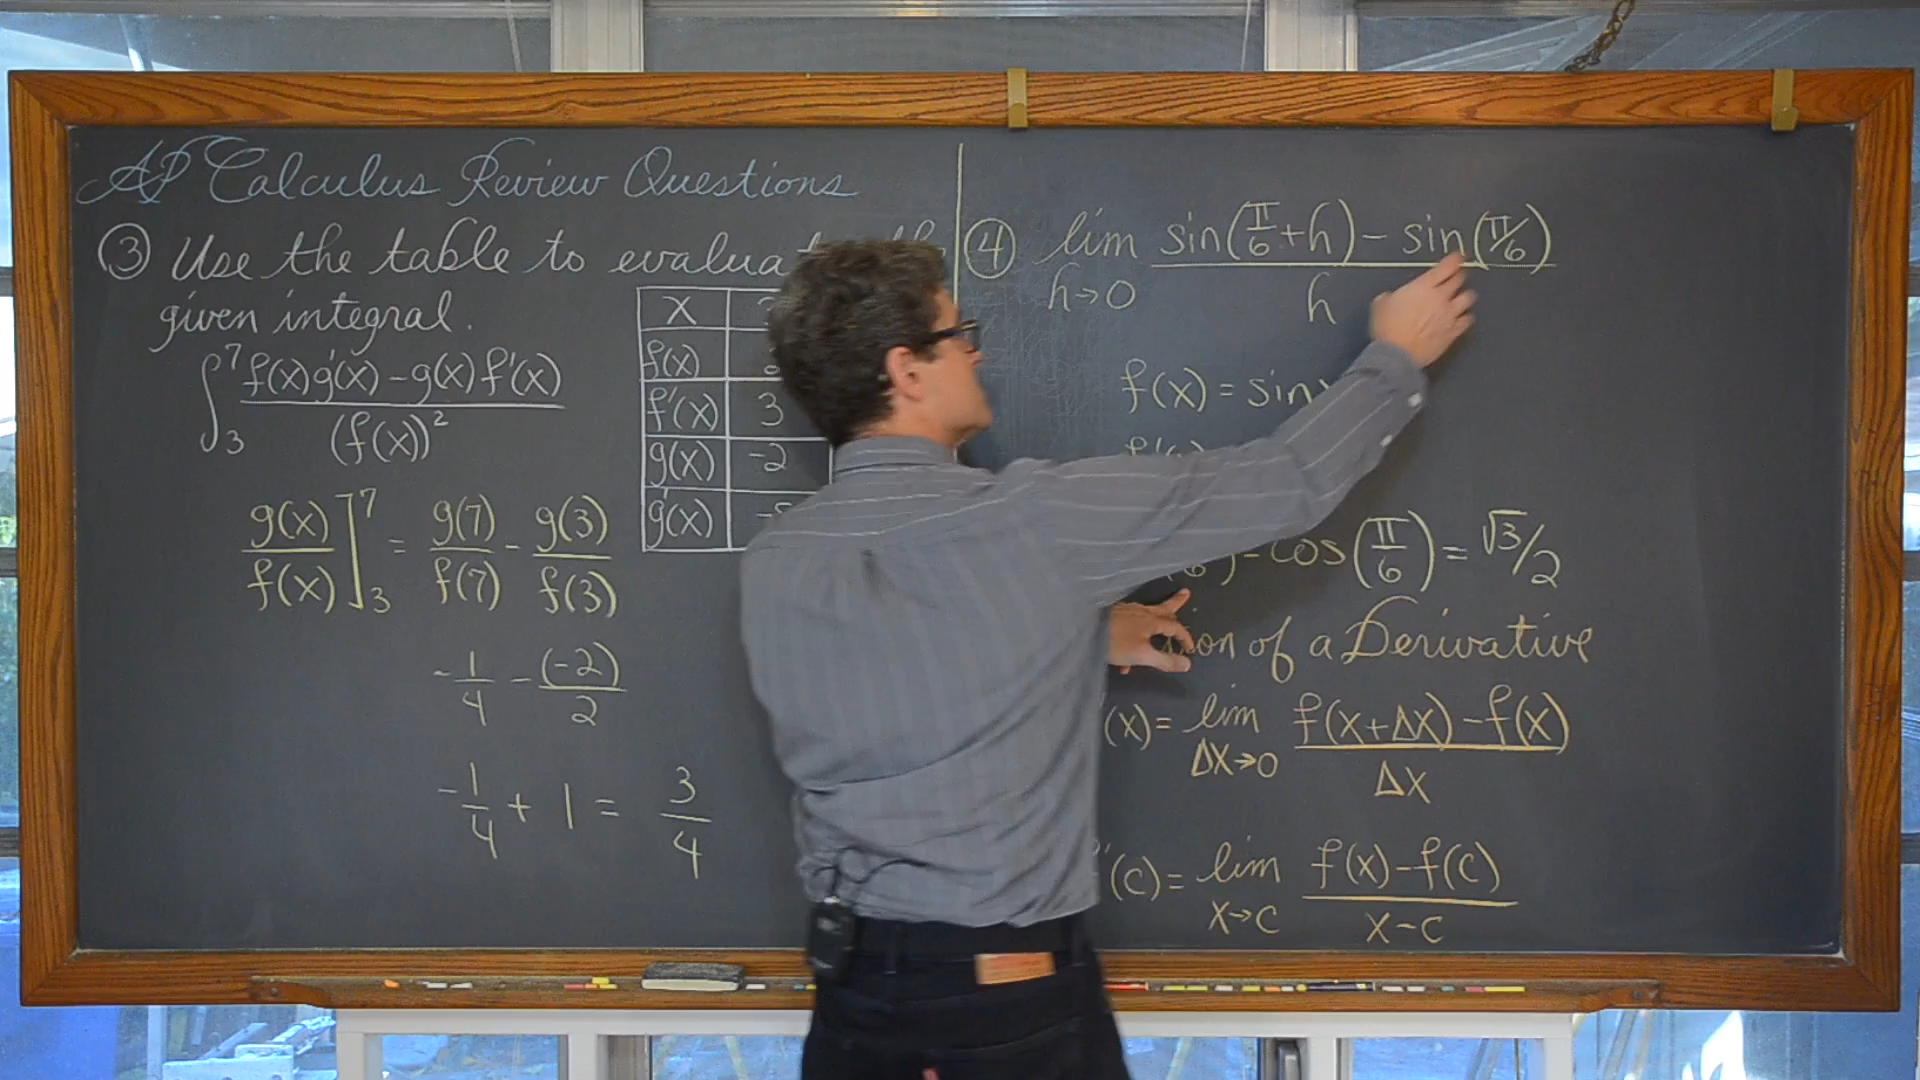 AP Calculus Review Questions
③ Use the table to evalua
given integral.
∫₃⁷ f(x)g'(x) - g(x)f'(x) / (f(x))²
x
f(x)
f'(x) 3
g(x) -2
g'(x)
g(x)/f(x)]₃⁷ = g(7)/f(7) - g(3)/f(3)
-1/4 - (-2)/2
-1/4 + 1 = 3/4
④ lim h→0 sin(π/6+h) - sin(π/6) / h
f(x) = sin
cos(π/6) = √3/2
of a Derivative
(x) = lim Δx→0 f(x+Δx) - f(x) / Δx
'(c) = lim x→c f(x)-f(c) / x-c